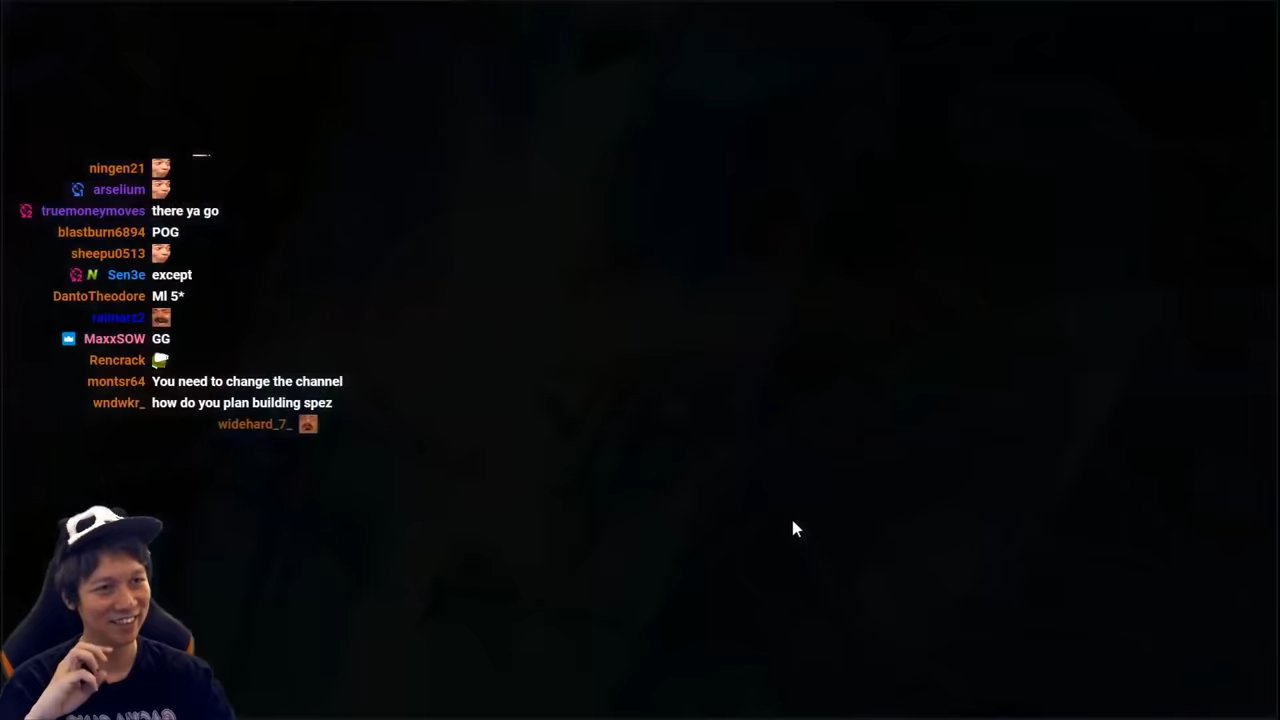 ningen21
arselium
truemoneymoves there ya go
blastburn6894 POG
sheepu0513
Sen3e except
DantoTheodore Ml 5*
MaxxSOW GG
Rencrack
montsr64 You need to change the channel
wndwkr_ how do you plan building spez
widehard_7_